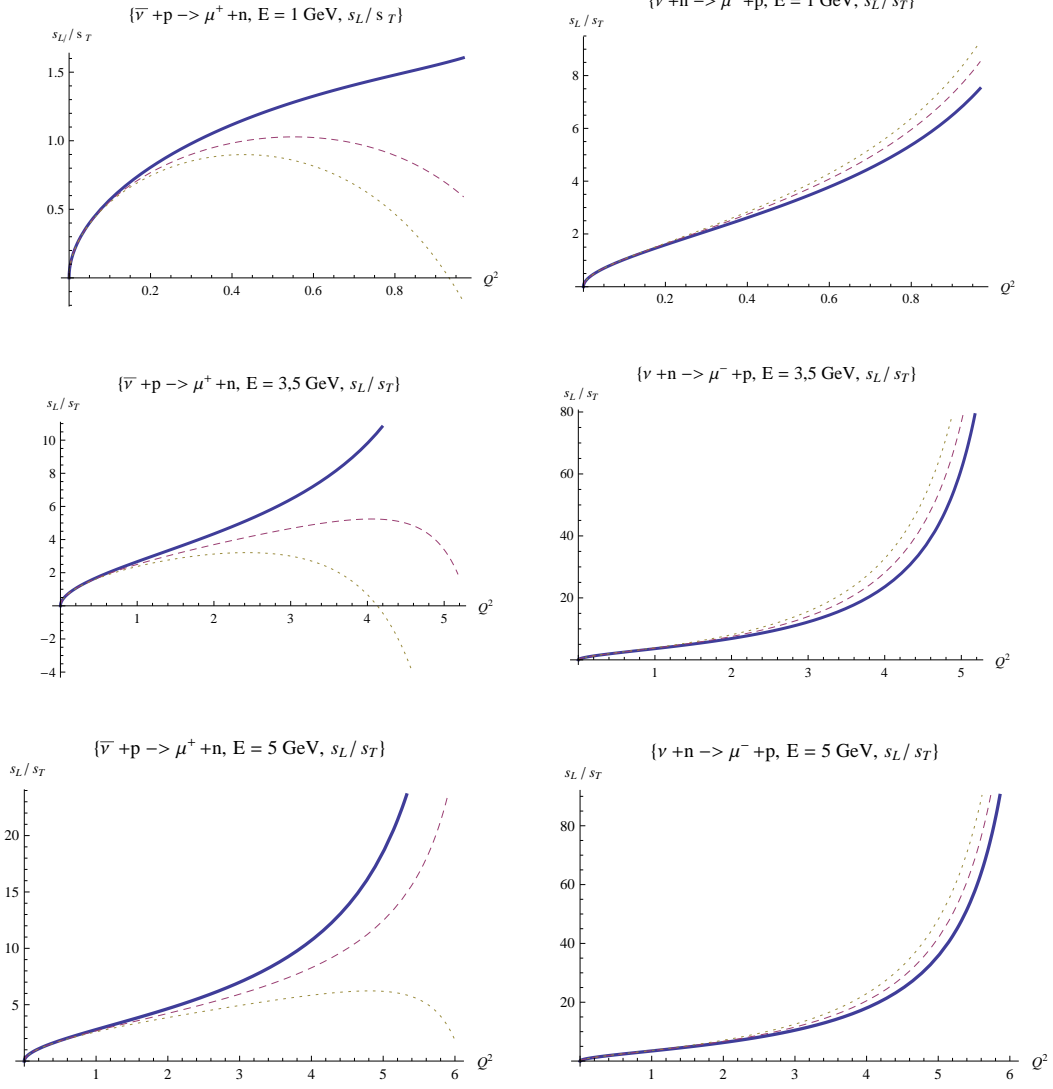 {ν̅ +p −> μ⁺ +n, E = 1 GeV, s_L/ s _T}
s_L/ / s _T
1.5
1.0
0.5
0.2 0.4 0.6 0.8 Q²
{ν +n −> μ⁻ +p, E = 1 GeV, s_L/ s_T}
s_L / s_T
8
6
4
2
0.2 0.4 0.6 0.8 Q²
{ν̅ +p −> μ⁺ +n, E = 3,5 GeV, s_L/ s_T}
s_L / s_T
10
8
6
4
2
1 2 3 4 5 Q²
−2
−4
{ν +n −> μ⁻ +p, E = 3,5 GeV, s_L/ s_T}
s_L / s_T
80
60
40
20
1 2 3 4 5 Q²
{ν̅ +p −> μ⁺ +n, E = 5 GeV, s_L/ s_T}
s_L / s_T
20
15
10
5
1 2 3 4 5 6 Q²
{ν +n −> μ⁻ +p, E = 5 GeV, s_L/ s_T}
s_L / s_T
80
60
40
20
1 2 3 4 5 6 Q²